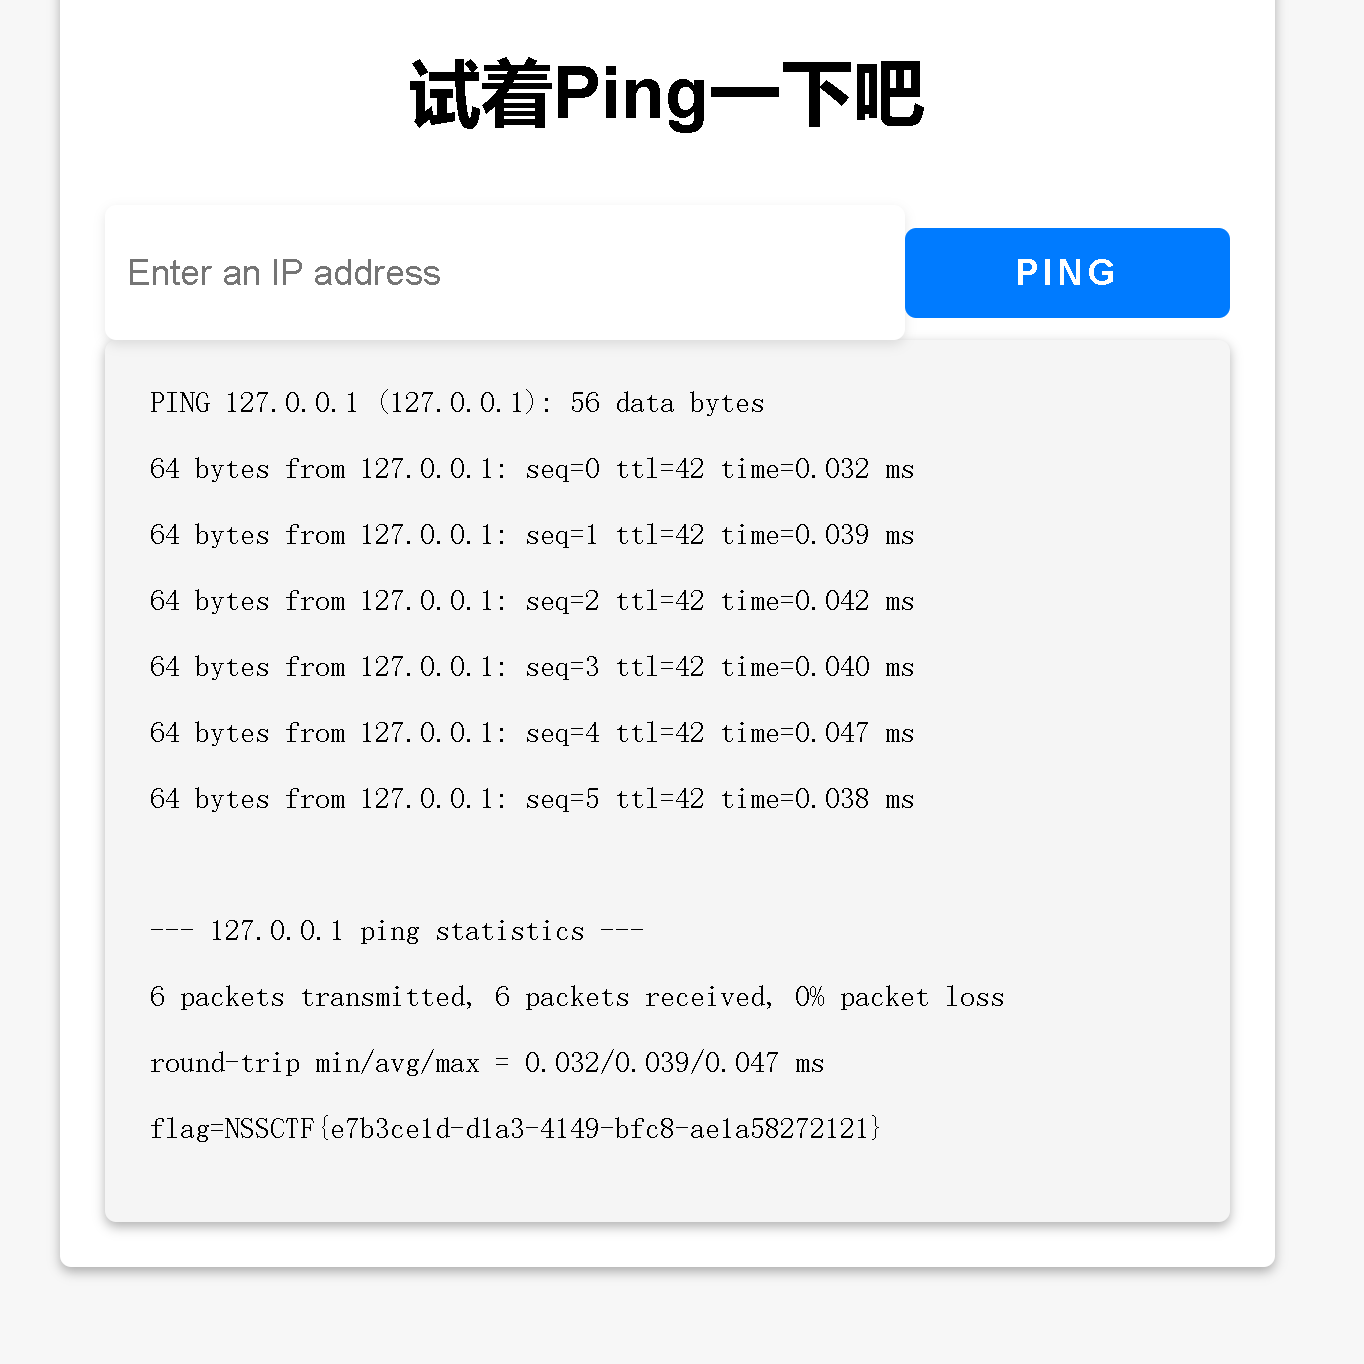 试着Ping一下吧
Enter an IP address
PING
PING 127.0.0.1 (127.0.0.1): 56 data bytes
64 bytes from 127.0.0.1: seq=0 ttl=42 time=0.032 ms
64 bytes from 127.0.0.1: seq=1 ttl=42 time=0.039 ms
64 bytes from 127.0.0.1: seq=2 ttl=42 time=0.042 ms
64 bytes from 127.0.0.1: seq=3 ttl=42 time=0.040 ms
64 bytes from 127.0.0.1: seq=4 ttl=42 time=0.047 ms
64 bytes from 127.0.0.1: seq=5 ttl=42 time=0.038 ms
--- 127.0.0.1 ping statistics ---
6 packets transmitted, 6 packets received, 0% packet loss
round-trip min/avg/max = 0.032/0.039/0.047 ms
flag=NSSCTF{e7b3ce1d-d1a3-4149-bfc8-ae1a58272121}